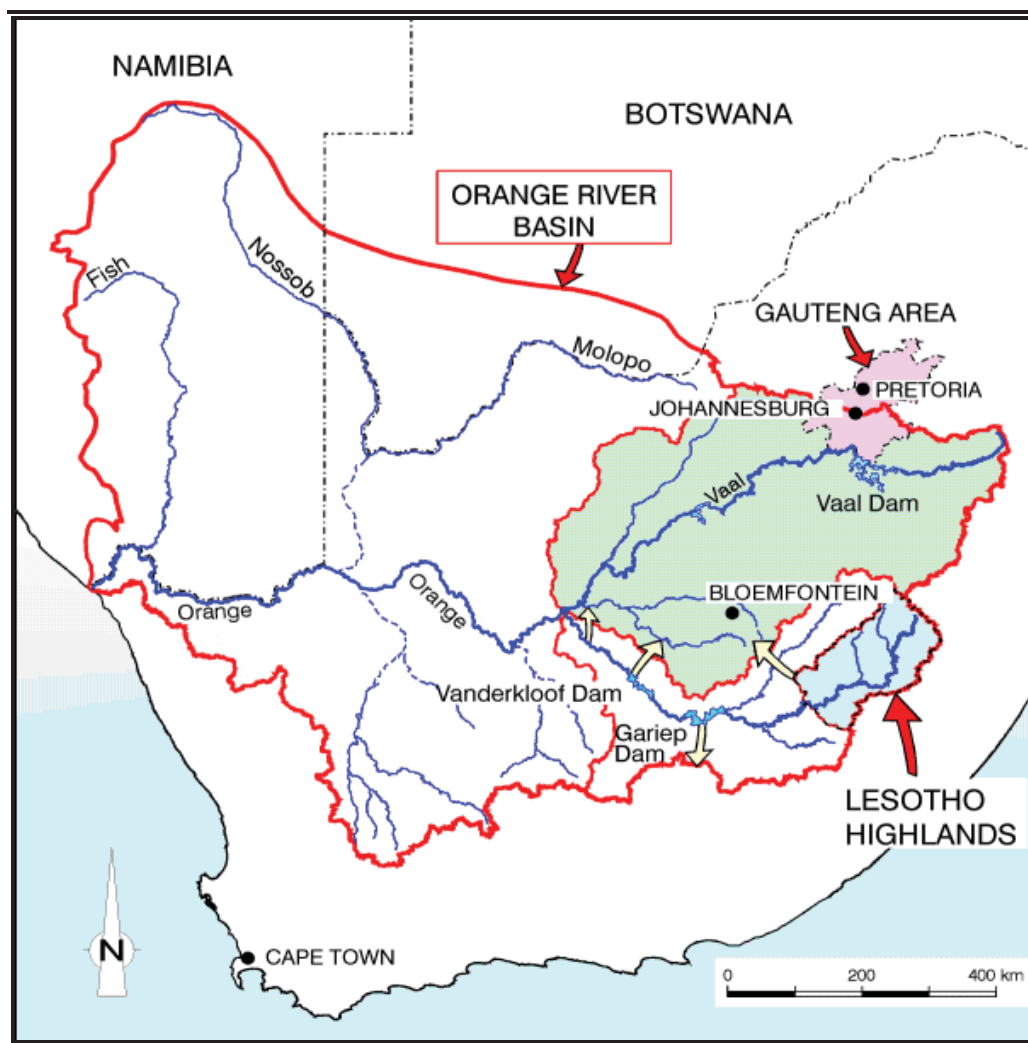 NAMIBIA
BOTSWANA
ORANGE RIVER
BASIN
Fish
Nossob
GAUTENG AREA
Molopo
PRETORIA
JOHANNESBURG
Vaal
Vaal Dam
Orange
Orange
BLOEMFONTEIN
Vanderkloof Dam
Gariep
Dam
LESOTHO
HIGHLANDS
N
CAPE TOWN
0 200 400 km